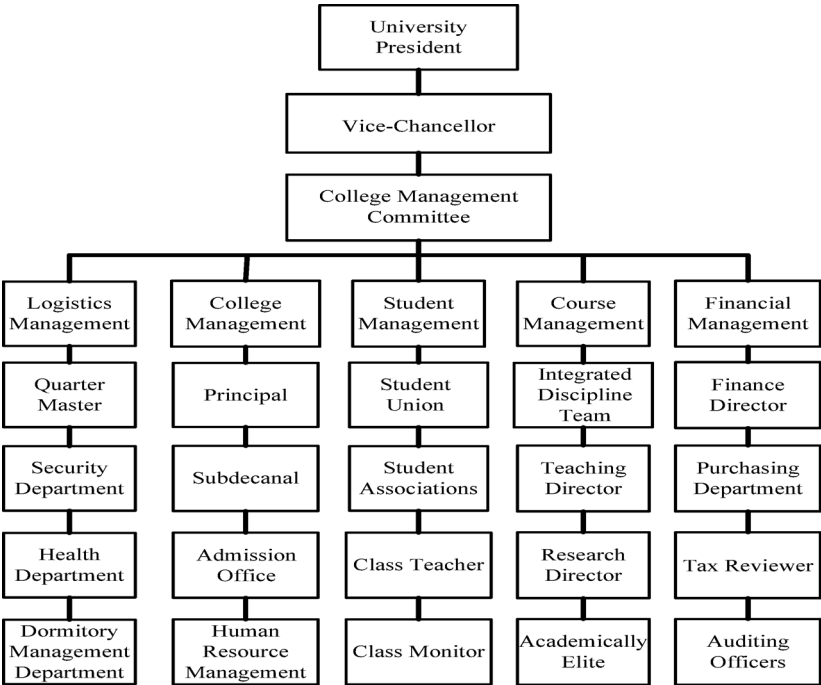 University
President
Vice-Chancellor
College Management
Committee
Logistics
Management
College
Management
Student
Management
Course
Management
Financial
Management
Quarter
Master
Principal
Student
Union
Integrated
Discipline
Team
Finance
Director
Security
Department
Subdecanal
Student
Associations
Teaching
Director
Purchasing
Department
Health
Department
Admission
Office
Class Teacher
Research
Director
Tax Reviewer
Dormitory
Management
Department
Human
Resource
Management
Class Monitor
Academically
Elite
Auditing
Officers